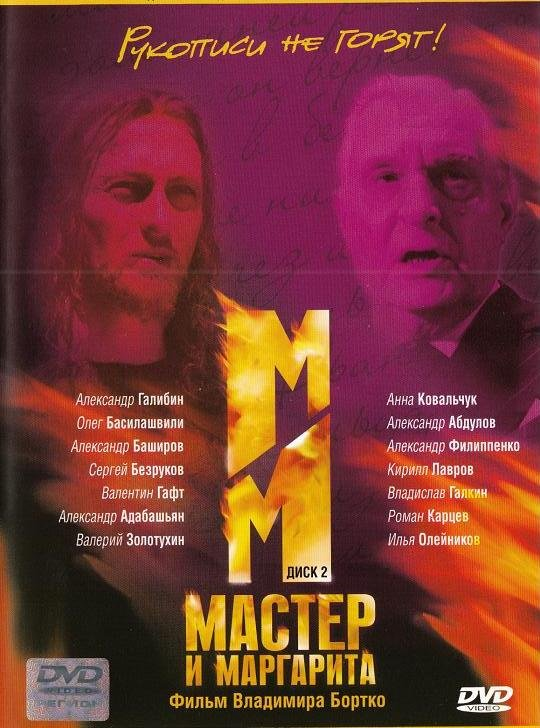 Рукописи не горят!
М
М
Александр Галибин
Олег Басилашвили
Александр Баширов
Сергей Безруков
Валентин Гафт
Александр Адабашьян
Валерий Золотухин
Анна Ковальчук
Александр Абдулов
Александр Филиппенко
Кирилл Лавров
Владислав Галкин
Роман Карцев
Илья Олейников
ДИСК 2
МАСТЕР
И МАРГАРИТА
Фильм Владимира Бортко
DVD
VIDEO
РЕГИОН
DVD
VIDEO